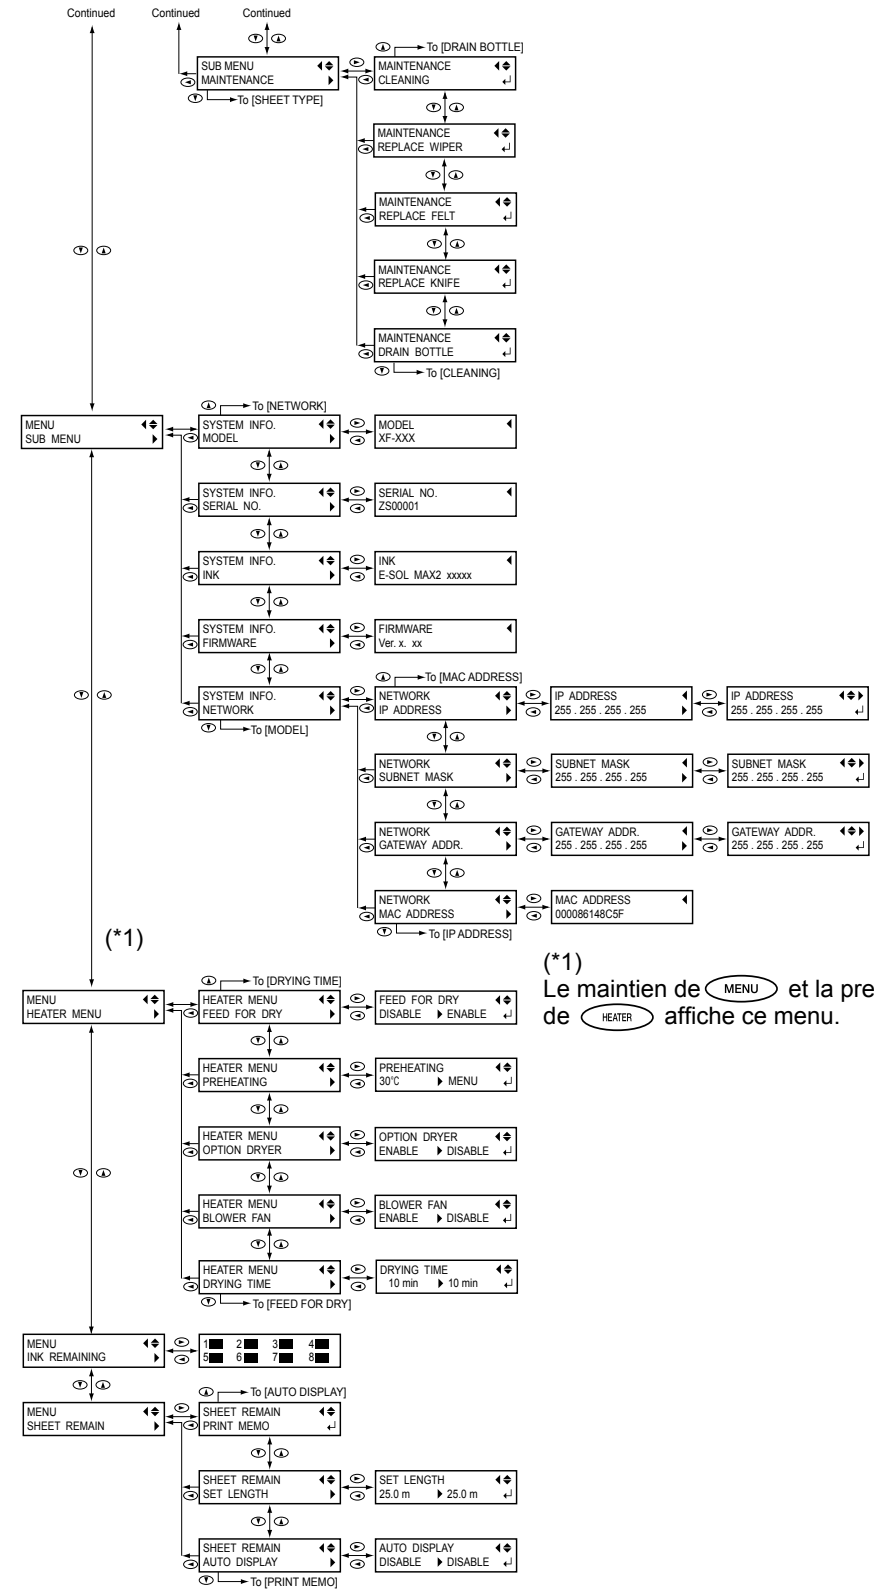 Continued
Continued
Continued
To [DRAIN BOTTLE]
SUB MENU
MAINTENANCE
To [SHEET TYPE]
MAINTENANCE
CLEANING
MAINTENANCE
REPLACE WIPER
MAINTENANCE
REPLACE FELT
MAINTENANCE
REPLACE KNIFE
MAINTENANCE
DRAIN BOTTLE
To [CLEANING]
MENU
SUB MENU
To [NETWORK]
SYSTEM INFO.
MODEL
MODEL
XF-XXX
SYSTEM INFO.
SERIAL NO.
SERIAL NO.
ZS00001
SYSTEM INFO.
INK
INK
E-SOL MAX2 xxxxx
SYSTEM INFO.
FIRMWARE
FIRMWARE
Ver. x. xx
SYSTEM INFO.
NETWORK
To [MODEL]
To [MAC ADDRESS]
NETWORK
IP ADDRESS
IP ADDRESS
255 . 255 . 255 . 255
IP ADDRESS
255 . 255 . 255 . 255
NETWORK
SUBNET MASK
SUBNET MASK
255 . 255 . 255 . 255
SUBNET MASK
255 . 255 . 255 . 255
NETWORK
GATEWAY ADDR.
GATEWAY ADDR.
255 . 255 . 255 . 255
GATEWAY ADDR.
255 . 255 . 255 . 255
NETWORK
MAC ADDRESS
MAC ADDRESS
000086148C5F
To [IP ADDRESS]
(*1)
(*1)
Le maintien de MENU et la pre
de HEATER affiche ce menu.
MENU
HEATER MENU
To [DRYING TIME]
HEATER MENU
FEED FOR DRY
FEED FOR DRY
DISABLE ENABLE
HEATER MENU
PREHEATING
PREHEATING
30℃ MENU
HEATER MENU
OPTION DRYER
OPTION DRYER
ENABLE DISABLE
HEATER MENU
BLOWER FAN
BLOWER FAN
ENABLE DISABLE
HEATER MENU
DRYING TIME
DRYING TIME
10 min 10 min
To [FEED FOR DRY]
MENU
INK REMAINING
1 2 3 4
5 6 7 8
MENU
SHEET REMAIN
To [AUTO DISPLAY]
SHEET REMAIN
PRINT MEMO
SHEET REMAIN
SET LENGTH
SET LENGTH
25.0 m 25.0 m
SHEET REMAIN
AUTO DISPLAY
AUTO DISPLAY
DISABLE DISABLE
To [PRINT MEMO]